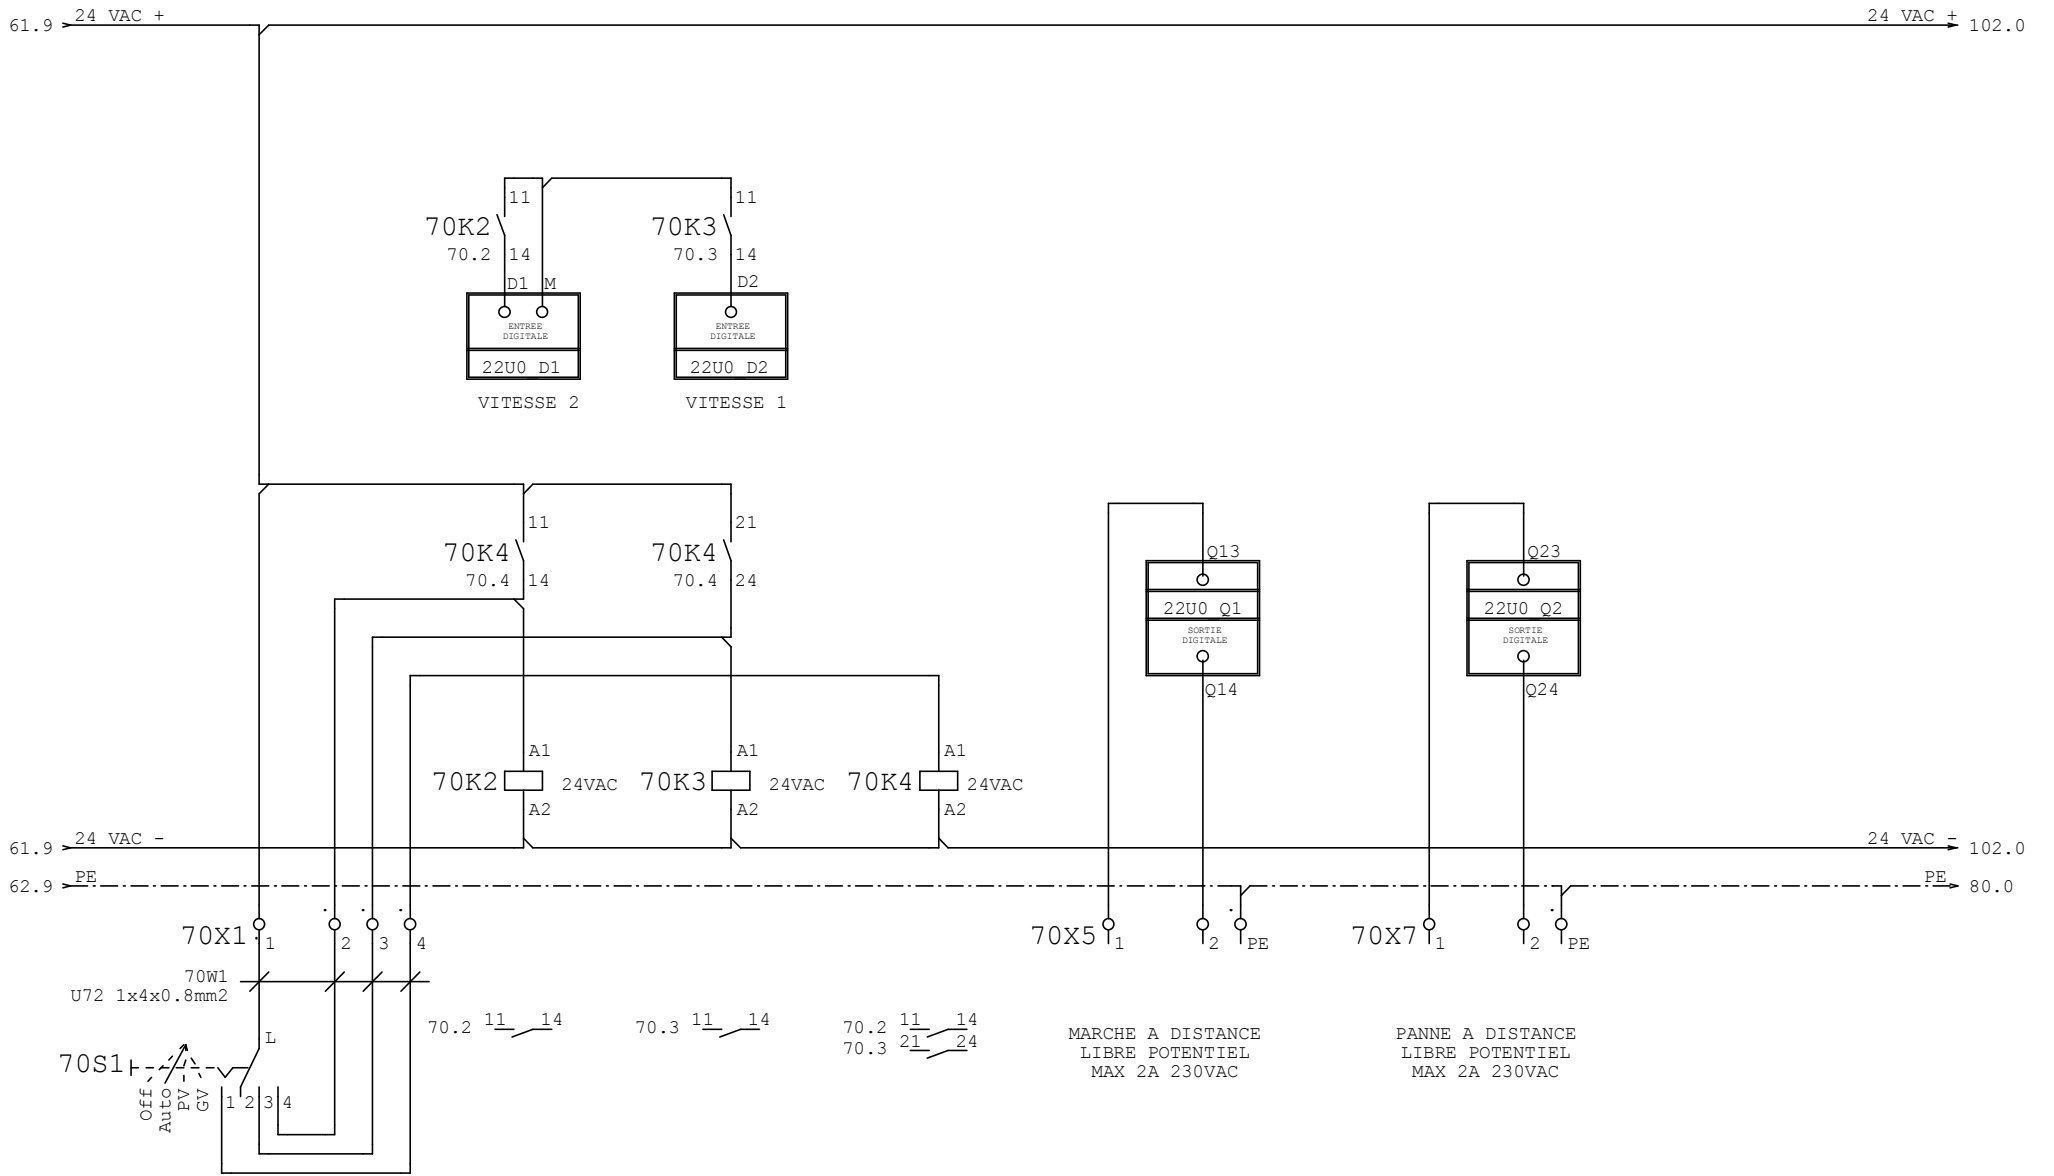 24 VAC +
61.9
24 VAC +
102.0
11
11
70K2
70K3
70.2
14
70.3
14
D1
M
D2
ENTREE
DIGITALE
ENTREE
DIGITALE
22U0 D1
22U0 D2
VITESSE 2
VITESSE 1
11
21
70K4
70K4
70.4
14
70.4
24
Q13
Q23
22U0 Q1
22U0 Q2
SORTIE
DIGITALE
SORTIE
DIGITALE
Q14
Q24
A1
A1
A1
70K2
24VAC
70K3
24VAC
70K4
24VAC
A2
A2
A2
24 VAC -
61.9
24 VAC -
102.0
PE
62.9
PE
80.0
70X1
1
2
3
4
70X5
1
2
PE
70X7
1
2
PE
70W1
U72 1x4x0.8mm2
70.2
11
14
70.3
11
14
70.2
11
14
70.3
21
24
MARCHE A DISTANCE
LIBRE POTENTIEL
MAX 2A 230VAC
PANNE A DISTANCE
LIBRE POTENTIEL
MAX 2A 230VAC
L
70S1
Off
Auto
PV
GV
1
2
3
4